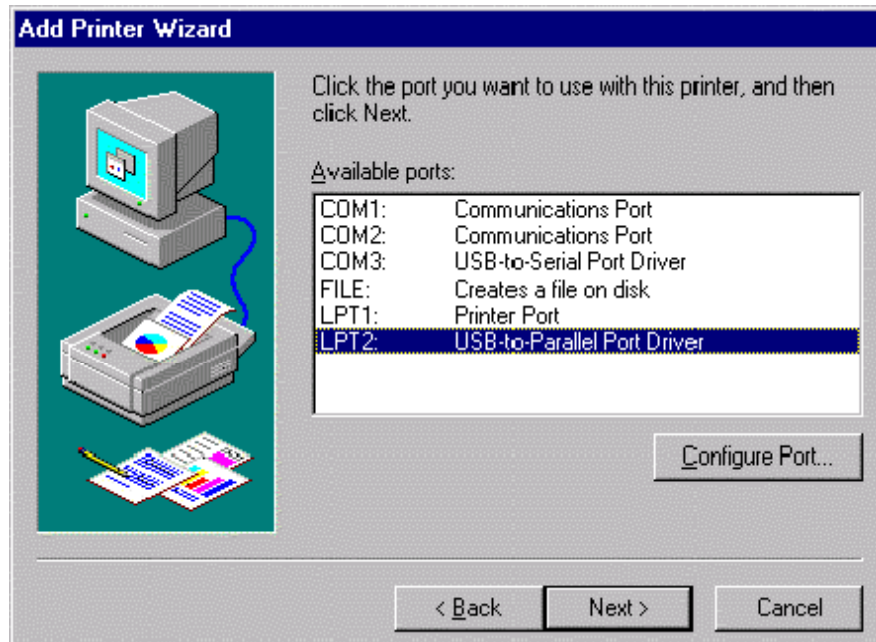 Add Printer Wizard
Click the port you want to use with this printer, and then
click Next.
Available ports:
COM1: Communications Port
COM2: Communications Port
COM3: USB-to-Serial Port Driver
FILE: Creates a file on disk
LPT1: Printer Port
LPT2: USB-to-Parallel Port Driver
Configure Port...
< Back Next > Cancel